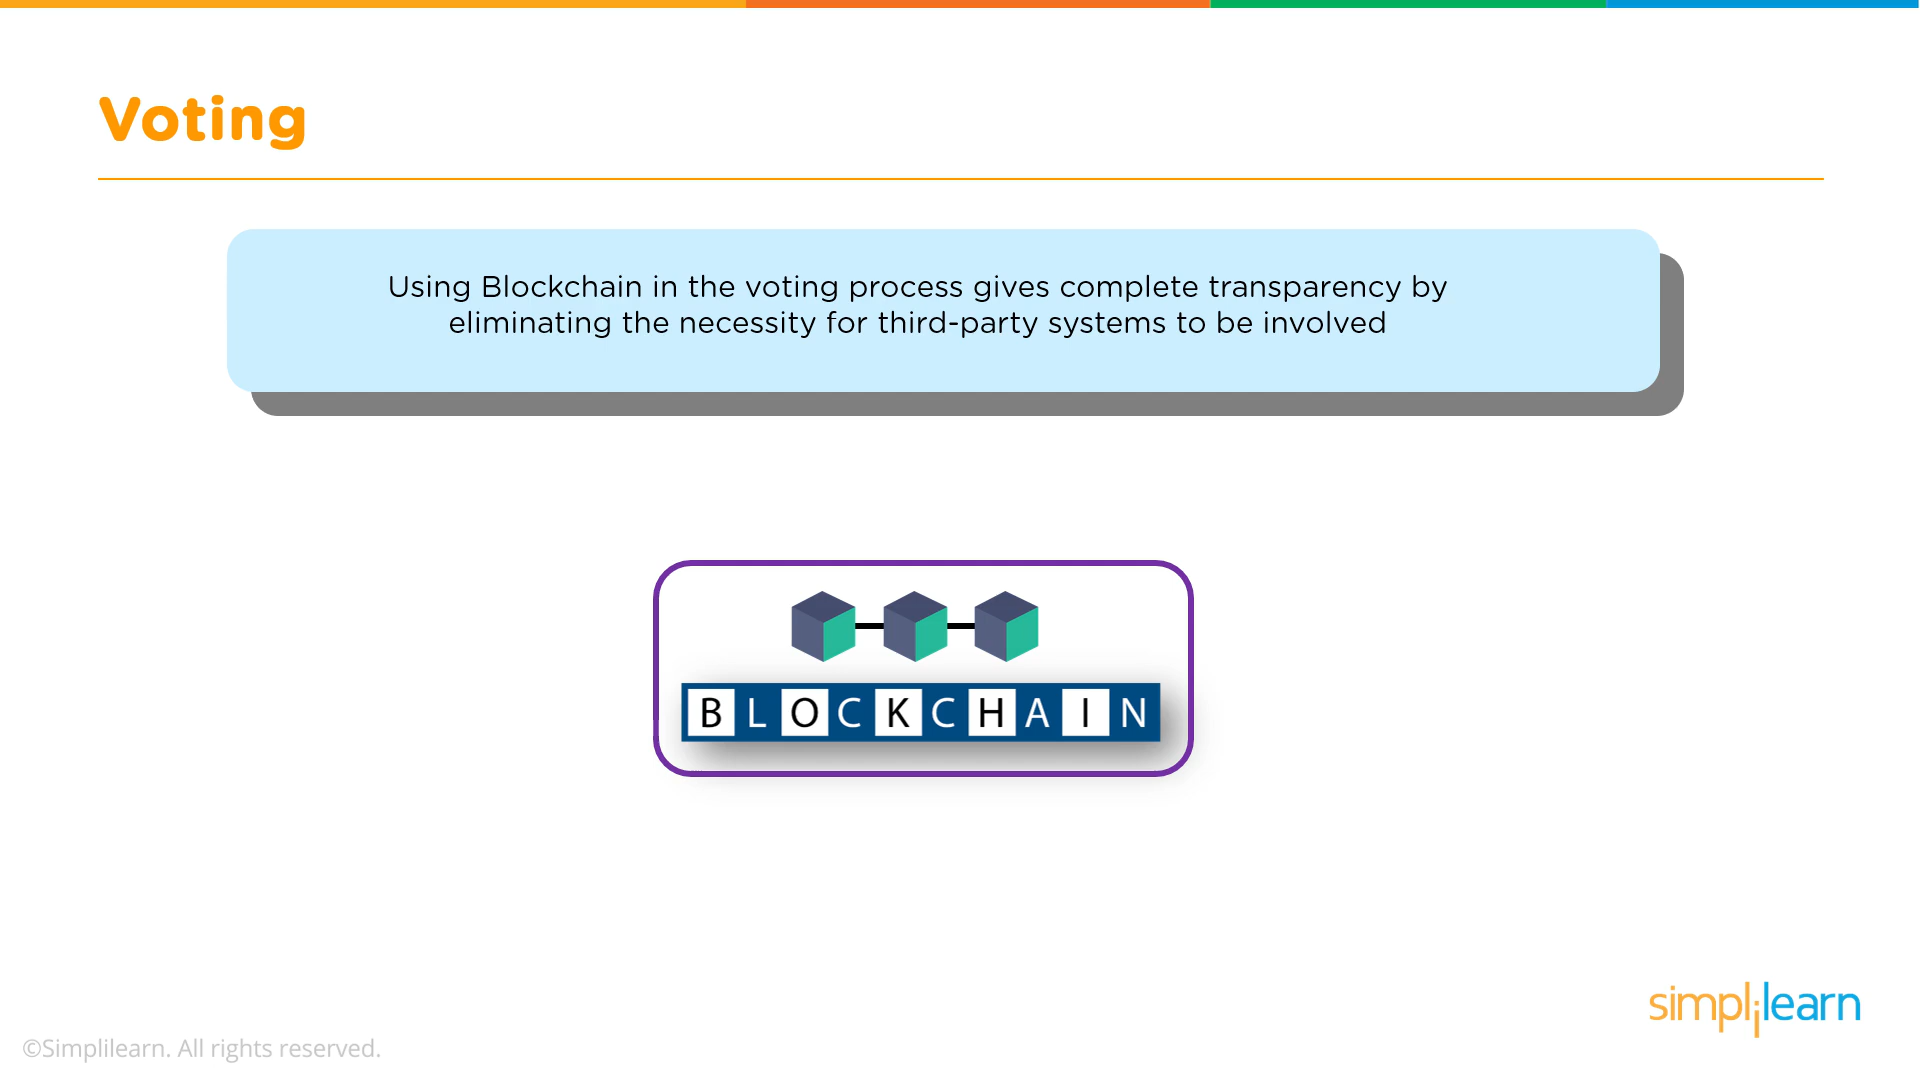 Voting
Using Blockchain in the voting process gives complete transparency by
eliminating the necessity for third-party systems to be involved
BLOCKCHAIN
simplilearn
©Simplilearn. All rights reserved.